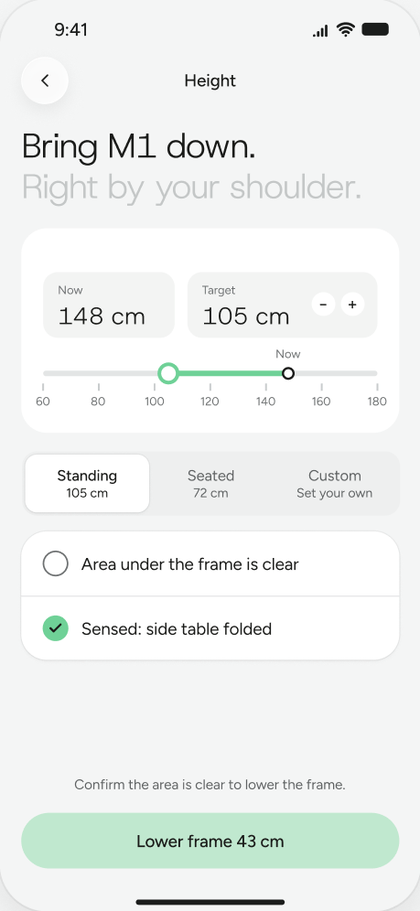 9:41
Height
Bring M1 down.
Right by your shoulder.
Now
148 cm
Target
105 cm
− +
Now
60 80 100 120 140 160 180
Standing
105 cm
Seated
72 cm
Custom
Set your own
Area under the frame is clear
Sensed: side table folded
Confirm the area is clear to lower the frame.
Lower frame 43 cm